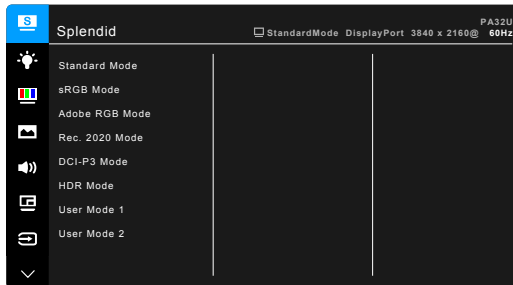 S
PA32U
Splendid
StandardMode DisplayPort 3840 x 2160@ 60Hz
Standard Mode
sRGB Mode
Adobe RGB Mode
Rec. 2020 Mode
DCI-P3 Mode
HDR Mode
User Mode 1
User Mode 2